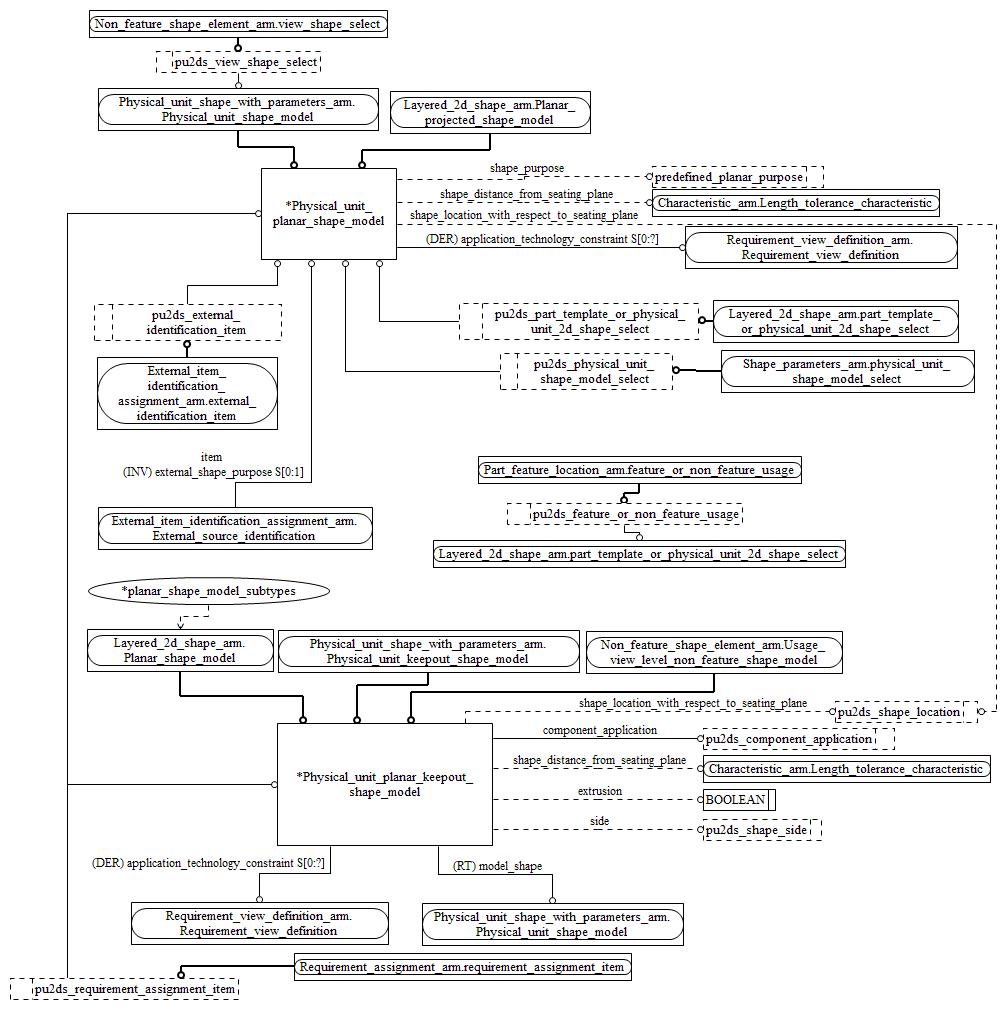 Non_feature_shape_element_arm.view_shape_select
pu2ds_view_shape_select
Physical_unit_shape_with_parameters_arm.
Physical_unit_shape_model
Layered_2d_shape_arm.Planar_
projected_shape_model
*Physical_unit_
planar_shape_model
shape_purpose
predefined_planar_purpose
shape_distance_from_seating_plane
Characteristic_arm.Length_tolerance_characteristic
shape_location_with_respect_to_seating_plane
(DER) application_technology_constraint S[0:?]
Requirement_view_definition_arm.
Requirement_view_definition
pu2ds_external_
identification_item
pu2ds_part_template_or_physical_
unit_2d_shape_select
Layered_2d_shape_arm.part_template_
or_physical_unit_2d_shape_select
pu2ds_physical_unit_
shape_model_select
Shape_parameters_arm.physical_unit_
shape_model_select
External_item_
identification_
assignment_arm.external_
identification_item
item
(INV) external_shape_purpose S[0:1]
External_item_identification_assignment_arm.
External_source_identification
Part_feature_location_arm.feature_or_non_feature_usage
pu2ds_feature_or_non_feature_usage
Layered_2d_shape_arm.part_template_or_physical_unit_2d_shape_select
*planar_shape_model_subtypes
Layered_2d_shape_arm.
Planar_shape_model
Physical_unit_shape_with_parameters_arm.
Physical_unit_keepout_shape_model
Non_feature_shape_element_arm.Usage_
view_level_non_feature_shape_model
*Physical_unit_planar_keepout_
shape_model
shape_location_with_respect_to_seating_plane
pu2ds_shape_location
component_application
pu2ds_component_application
shape_distance_from_seating_plane
Characteristic_arm.Length_tolerance_characteristic
extrusion
BOOLEAN
side
pu2ds_shape_side
(DER) application_technology_constraint S[0:?]
Requirement_view_definition_arm.
Requirement_view_definition
(RT) model_shape
Physical_unit_shape_with_parameters_arm.
Physical_unit_shape_model
Requirement_assignment_arm.requirement_assignment_item
pu2ds_requirement_assignment_item